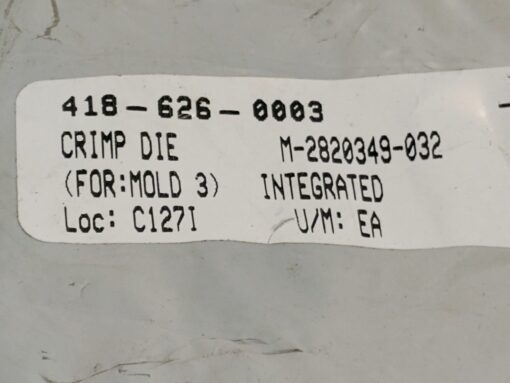 418-626-0003
CRIMP DIE M-2820349-032
(FOR:MOLD 3) INTEGRATED
Loc: C127I U/M: EA